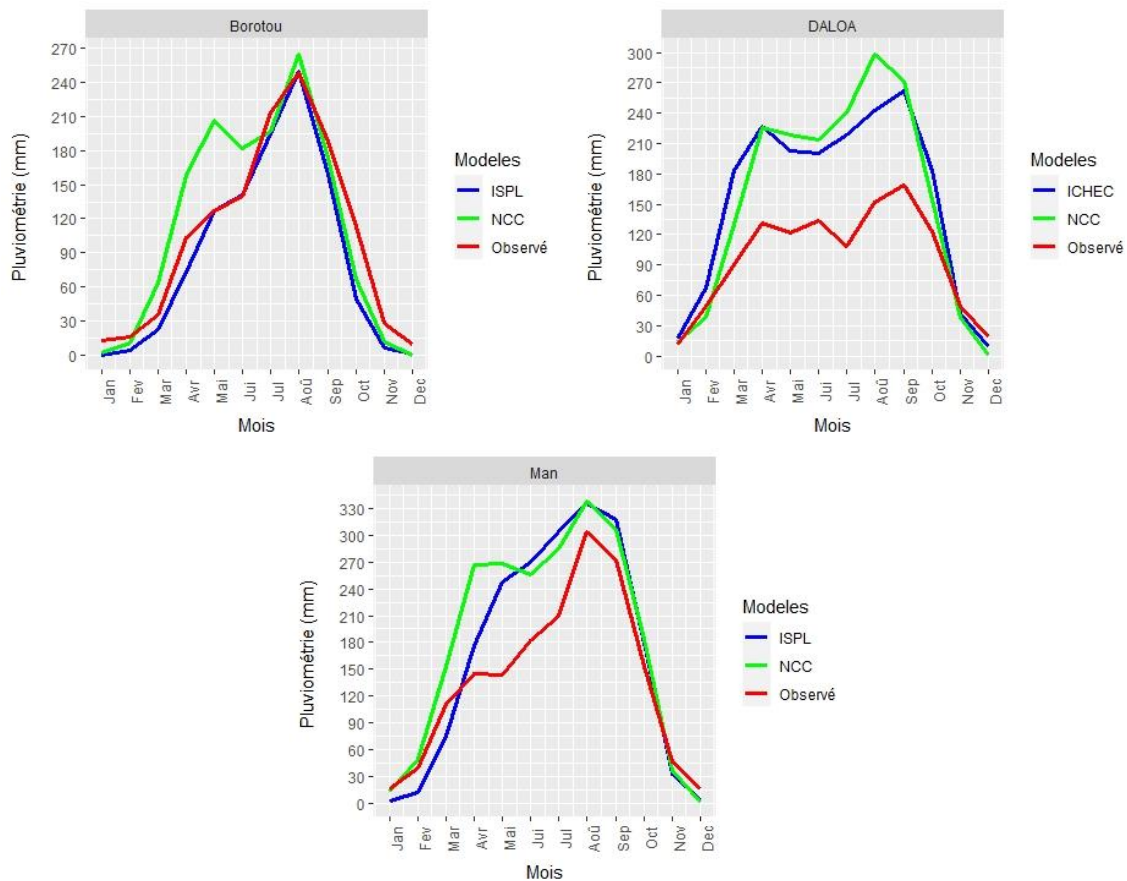 Borotou
Pluviométrie (mm)
270
240
210
180
150
120
90
60
30
0
Jan
Fev
Mar
Avr
Mai
Jui
Jul
Aoû
Sep
Oct
Nov
Dec
Mois
Modeles
ISPL
NCC
Observé
DALOA
Pluviométrie (mm)
300
270
240
210
180
150
120
90
60
30
0
Jan
Fev
Mar
Avr
Mai
Jui
Jul
Aoû
Sep
Oct
Nov
Dec
Mois
Modeles
ICHEC
NCC
Observé
Man
Pluviométrie (mm)
330
300
270
240
210
180
150
120
90
60
30
0
Jan
Fev
Mar
Avr
Mai
Jui
Jul
Aoû
Sep
Oct
Nov
Dec
Mois
Modeles
ISPL
NCC
Observé